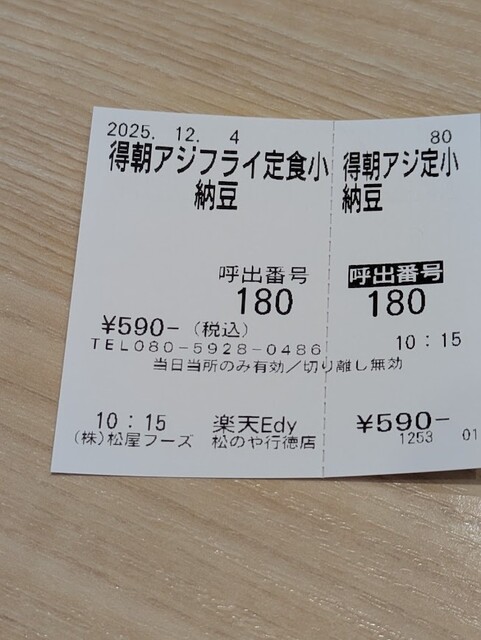 2025. 12. 4
得朝アジフライ定食小
納豆
呼出番号
180
¥590- (税込)
TEL080-5928-0486
当日当所のみ有効/切り離し無効
10:15 楽天Edy
(株)松屋フーズ 松のや行徳店
80
得朝アジ定小
納豆
呼出番号
180
10:15
¥590-
1253 01